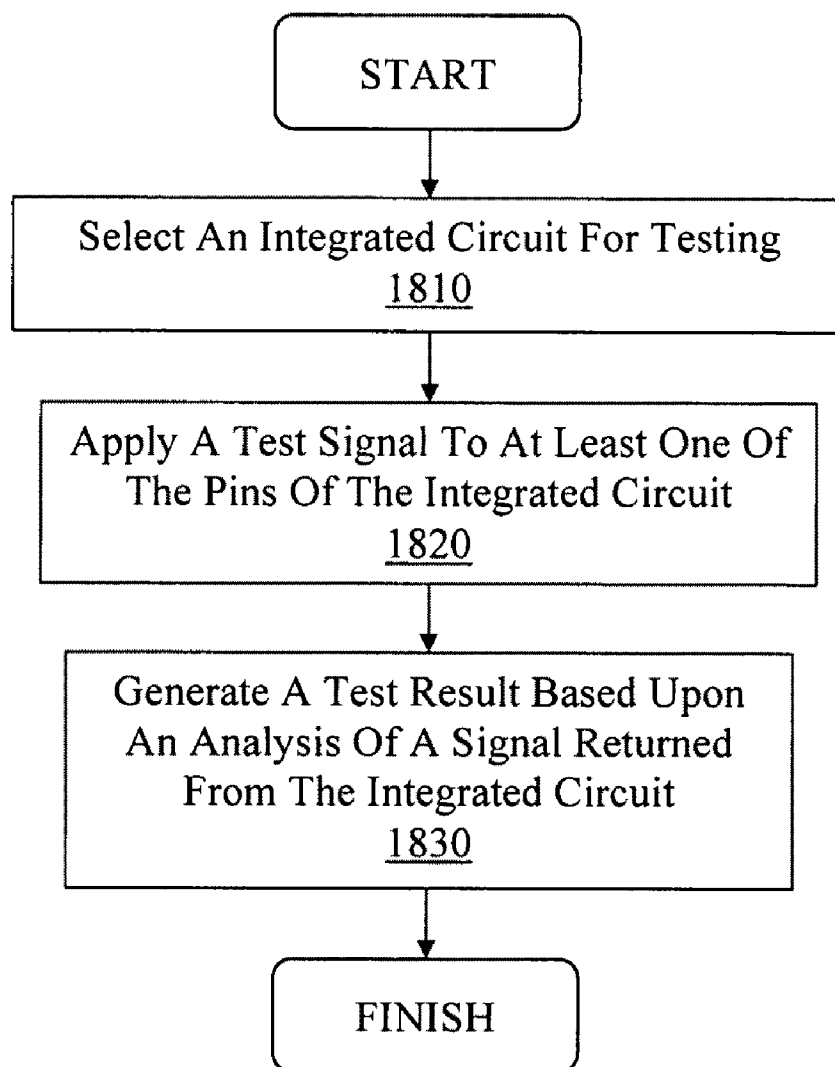 START
Select An Integrated Circuit For Testing
1810
Apply A Test Signal To At Least One Of
The Pins Of The Integrated Circuit
1820
Generate A Test Result Based Upon
An Analysis Of A Signal Returned
From The Integrated Circuit
1830
FINISH